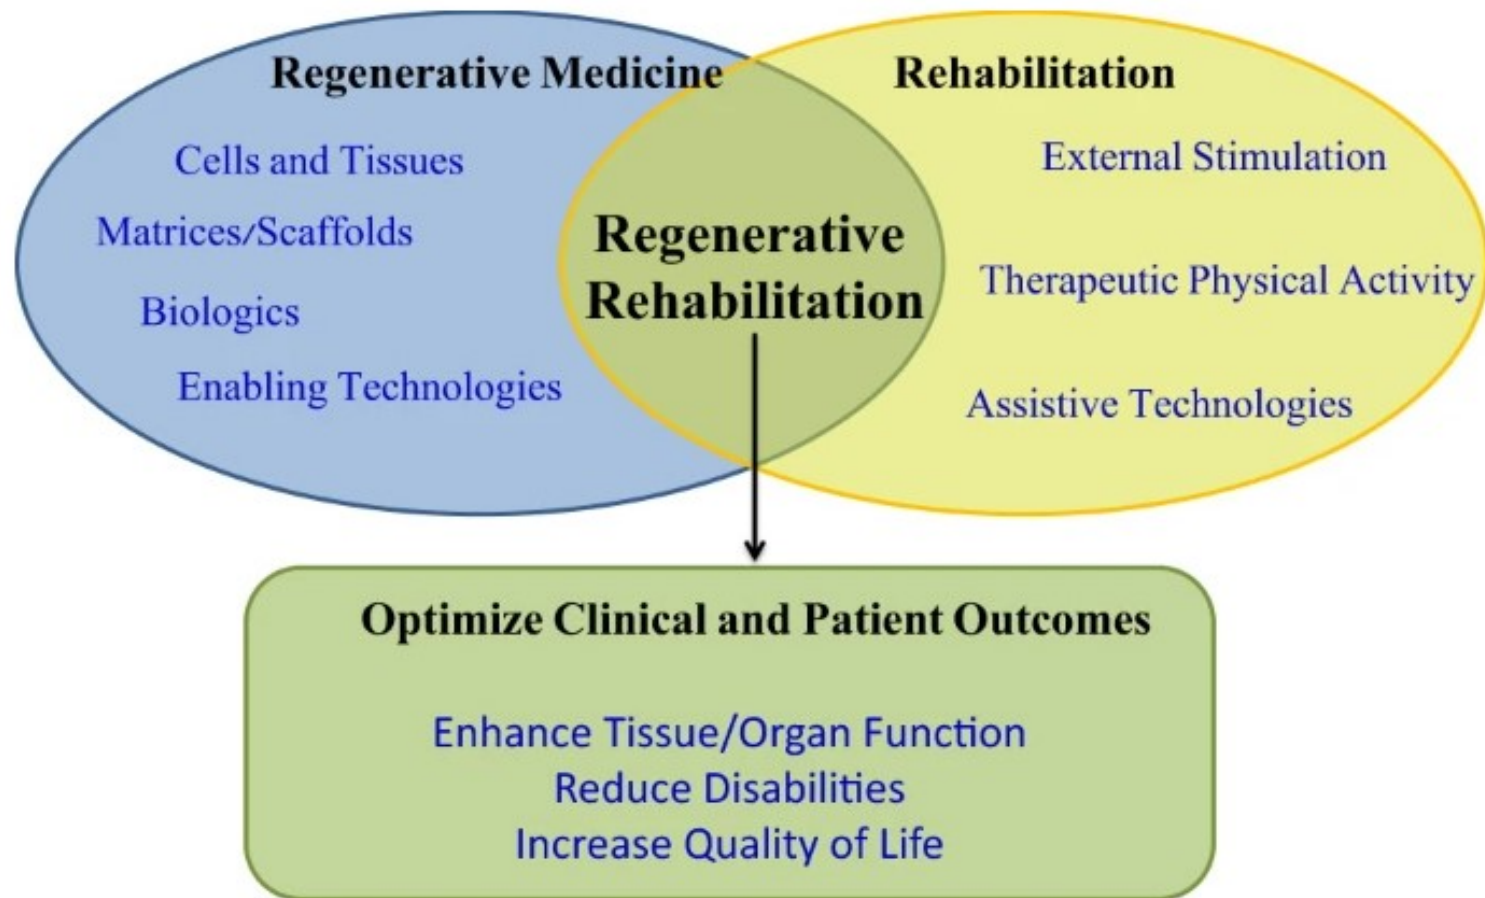 Regenerative Medicine
Cells and Tissues
Matrices/Scaffolds
Biologics
Enabling Technologies
Regenerative
Rehabilitation
Rehabilitation
External Stimulation
Therapeutic Physical Activity
Assistive Technologies
Optimize Clinical and Patient Outcomes
Enhance Tissue/Organ Function
Reduce Disabilities
Increase Quality of Life